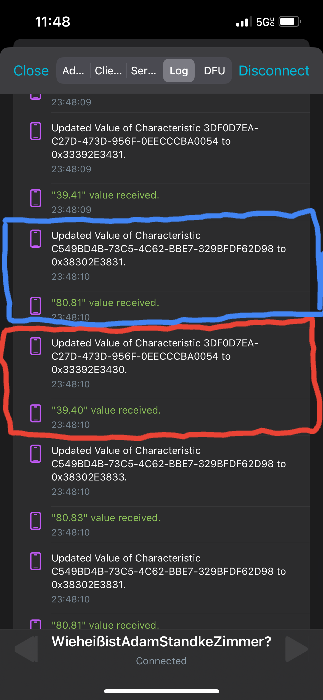 11:48
5G
Close
Ad...
Clie...
Ser...
Log
DFU
Disconnect
23:48:09
Updated Value of Characteristic 3DF0D7EA-
C27D-473D-956F-0EECCCBA0054 to
0x33392E3431.
"39.41" value received.
23:48:09
Updated Value of Characteristic
C549BD4B-73C5-4C62-BBE7-329BFDF62D98 to
0x38302E3831.
23:48:10
"80.81" value received.
23:48:10
Updated Value of Characteristic 3DF0D7EA-
C27D-473D-956F-0EECCCBA0054 to
0x33392E3430.
23:48:10
"39.40" value received.
23:48:10
Updated Value of Characteristic
C549BD4B-73C5-4C62-BBE7-329BFDF62D98 to
0x38302E3833.
23:48:10
"80.83" value received.
23:48:10
Updated Value of Characteristic
C549BD4B-73C5-4C62-BBE7-329BFDF62D98 to
0x38302E3831.
23:48:10
"80.81" value received.
WieheißistAdamStandkeZimmer?
Connected